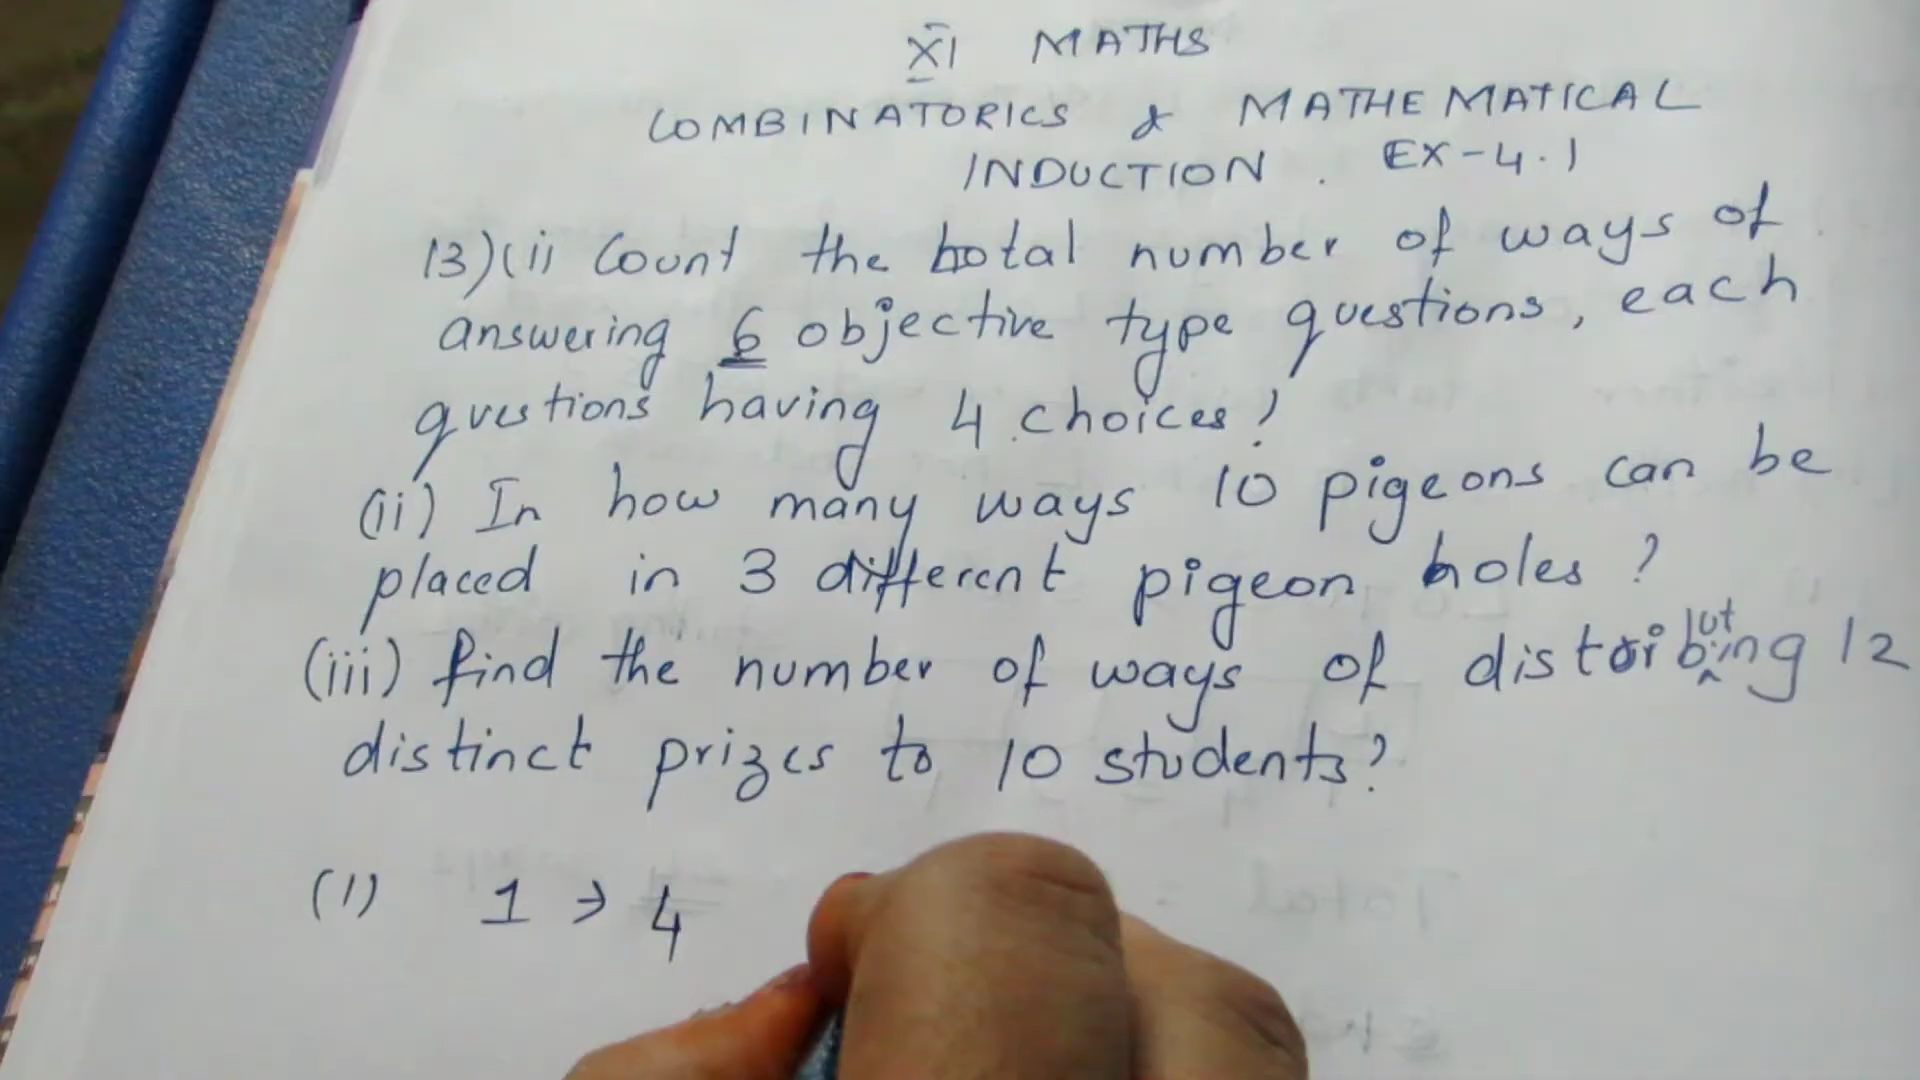 XI MATHS
COMBINATORICS & MATHEMATICAL
INDUCTION. EX-4.1
13)(i) Count the total number of ways of
answering 6 objective type questions, each
questions having 4 choices?
(ii) In how many ways 10 pigeons can be
placed in 3 different pigeon holes?
(iii) find the number of ways of distributing 12
distinct prizes to 10 students?
(1) 1 → 4